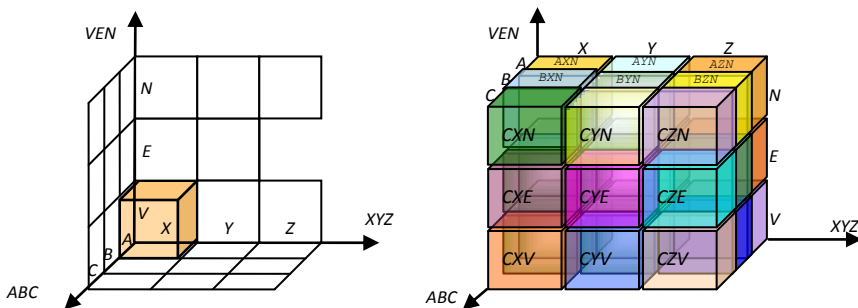 VEN
N
E
V
X
Y
Z
XYZ
A
B
C
ABC
VEN
X
Y
Z
A
AXN
AYN
AZN
B
BXN
BYN
BZN
C
N
CXN
CYN
CZN
E
CXE
CYE
CZE
V
XYZ
CXV
CYV
CZV
ABC